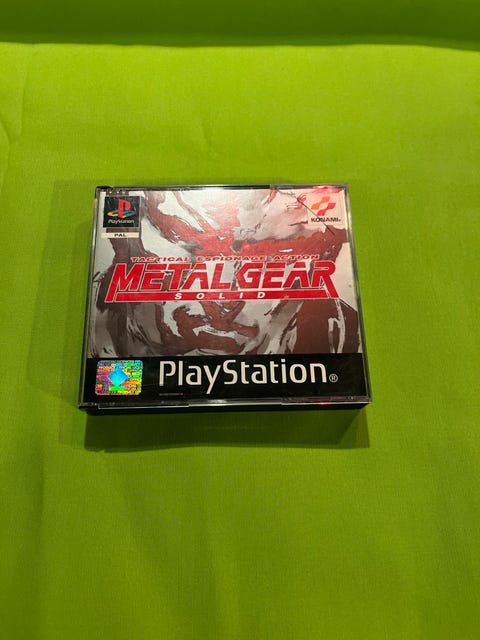 PlayStation
PAL
KONAMI®
TACTICAL ESPIONAGE ACTION
METAL GEAR
SOLID
PlayStation®